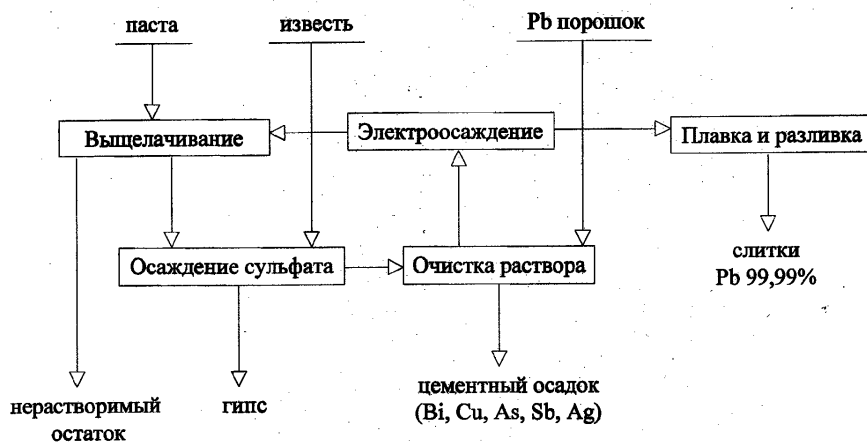 паста
известь
Pb порошок
Выщелачивание
Электроосаждение
Плавка и разливка
Осаждение сульфата
Очистка раствора
слитки
Pb 99,99%
нерастворимый
остаток
гипс
цементный осадок
(Bi, Cu, As, Sb, Ag)